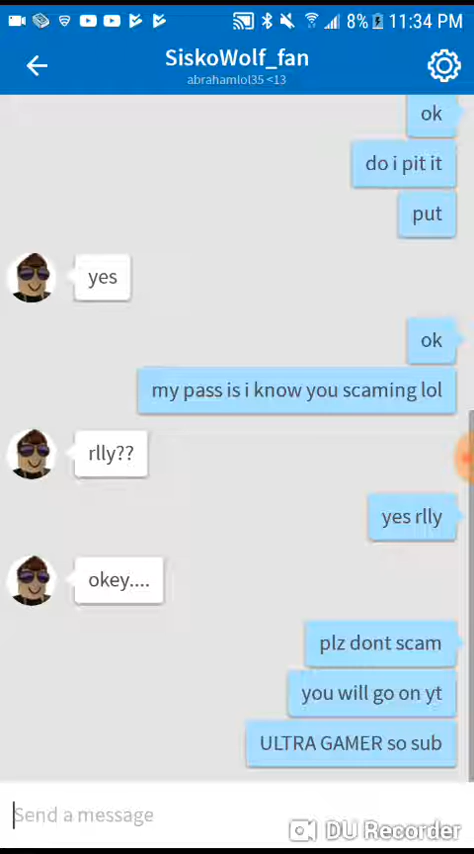 8% 11:34 PM
SiskoWolf_fan
abrahamlol35 <13
ok
do i pit it
put
yes
ok
my pass is i know you scaming lol
rlly??
yes rlly
okey....
plz dont scam
you will go on yt
ULTRA GAMER so sub
Send a message
DU Recorder